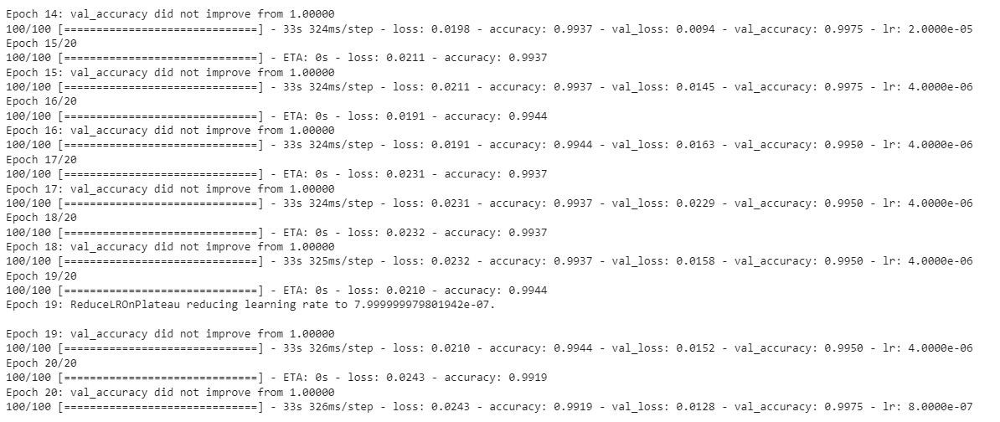 Epoch 14: val_accuracy did not improve from 1.00000
100/100 [==============================] - 33s 324ms/step - loss: 0.0198 - accuracy: 0.9937 - val_loss: 0.0094 - val_accuracy: 0.9975 - lr: 2.0000e-05
Epoch 15/20
100/100 [==============================] - ETA: 0s - loss: 0.0211 - accuracy: 0.9937
Epoch 15: val_accuracy did not improve from 1.00000
100/100 [==============================] - 33s 324ms/step - loss: 0.0211 - accuracy: 0.9937 - val_loss: 0.0145 - val_accuracy: 0.9975 - lr: 4.0000e-06
Epoch 16/20
100/100 [==============================] - ETA: 0s - loss: 0.0191 - accuracy: 0.9944
Epoch 16: val_accuracy did not improve from 1.00000
100/100 [==============================] - 33s 324ms/step - loss: 0.0191 - accuracy: 0.9944 - val_loss: 0.0163 - val_accuracy: 0.9950 - lr: 4.0000e-06
Epoch 17/20
100/100 [==============================] - ETA: 0s - loss: 0.0231 - accuracy: 0.9937
Epoch 17: val_accuracy did not improve from 1.00000
100/100 [==============================] - 33s 324ms/step - loss: 0.0231 - accuracy: 0.9937 - val_loss: 0.0229 - val_accuracy: 0.9950 - lr: 4.0000e-06
Epoch 18/20
100/100 [==============================] - ETA: 0s - loss: 0.0232 - accuracy: 0.9937
Epoch 18: val_accuracy did not improve from 1.00000
100/100 [==============================] - 33s 325ms/step - loss: 0.0232 - accuracy: 0.9937 - val_loss: 0.0158 - val_accuracy: 0.9950 - lr: 4.0000e-06
Epoch 19/20
100/100 [==============================] - ETA: 0s - loss: 0.0210 - accuracy: 0.9944
Epoch 19: ReduceLROnPlateau reducing learning rate to 7.999999979801942e-07.
Epoch 19: val_accuracy did not improve from 1.00000
100/100 [==============================] - 33s 326ms/step - loss: 0.0210 - accuracy: 0.9944 - val_loss: 0.0152 - val_accuracy: 0.9950 - lr: 4.0000e-06
Epoch 20/20
100/100 [==============================] - ETA: 0s - loss: 0.0243 - accuracy: 0.9919
Epoch 20: val_accuracy did not improve from 1.00000
100/100 [==============================] - 33s 326ms/step - loss: 0.0243 - accuracy: 0.9919 - val_loss: 0.0128 - val_accuracy: 0.9975 - lr: 8.0000e-07